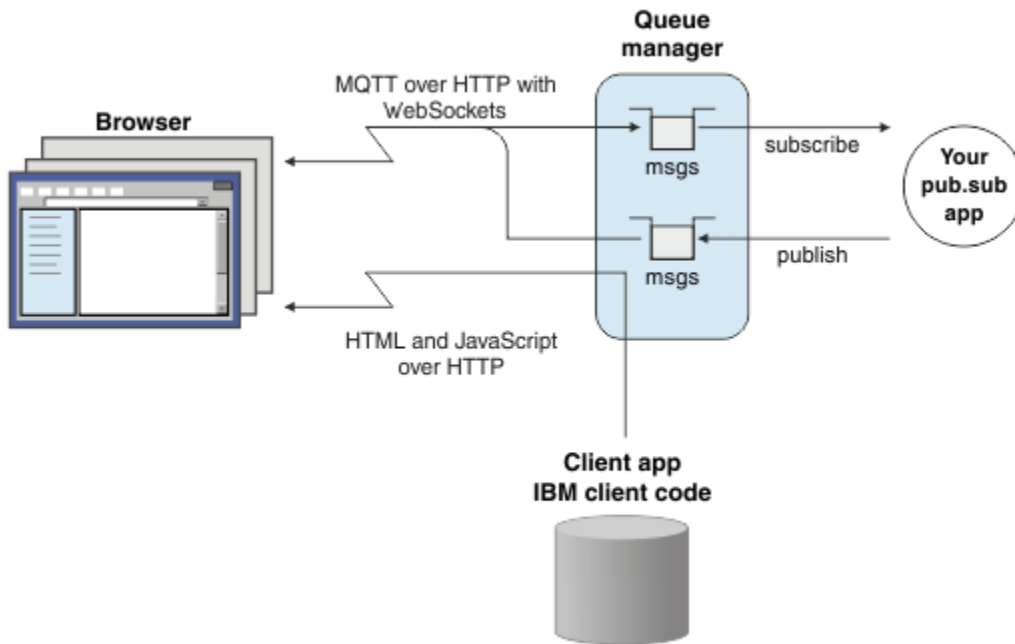 Queue
manager
MQTT over HTTP with
WebSockets
Browser
msgs
subscribe
Your
pub.sub
app
msgs
publish
HTML and JavaScript
over HTTP
Client app
IBM client code